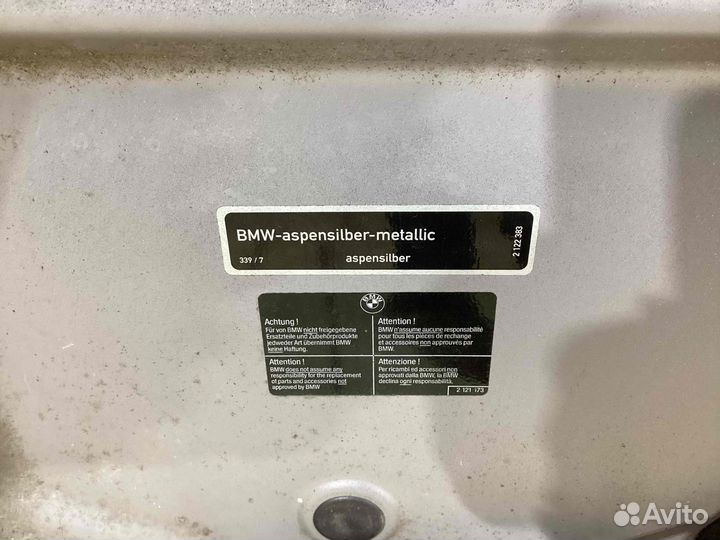 BMW-aspensilber-metallic
339 / 7
aspensilber
2 122 383
BMW
Achtung !
Für von BMW nicht freigegebene
Ersatzteile und Zubehörprodukte
jedweder Art übernimmt BMW
keine Haftung.
Attention !
BMW n'assume aucune responsabilité
pour tous les pièces de rechange
et accessoires non approuvés par
BMW.
Attention !
BMW does not assume any
responsibility for the replacement
of parts and accessories not
approved by BMW
Attenzione !
Per ricambi ed accessori non
approvati dalla BMW, la BMW
declina ogni responsabilità.
2 121 173
Avito